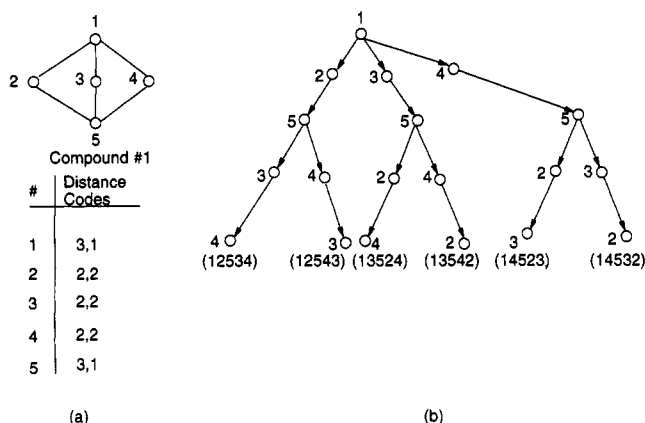 1
2
3
4
5
Compound #1
# Distance Codes
1 3,1
2 2,2
3 2,2
4 2,2
5 3,1
(a)
1
2 3 4
5 5 5
3 4 2 4 2 3
4 3 4 2 3 2
(12534) (12543) (13524) (13542) (14523) (14532)
(b)